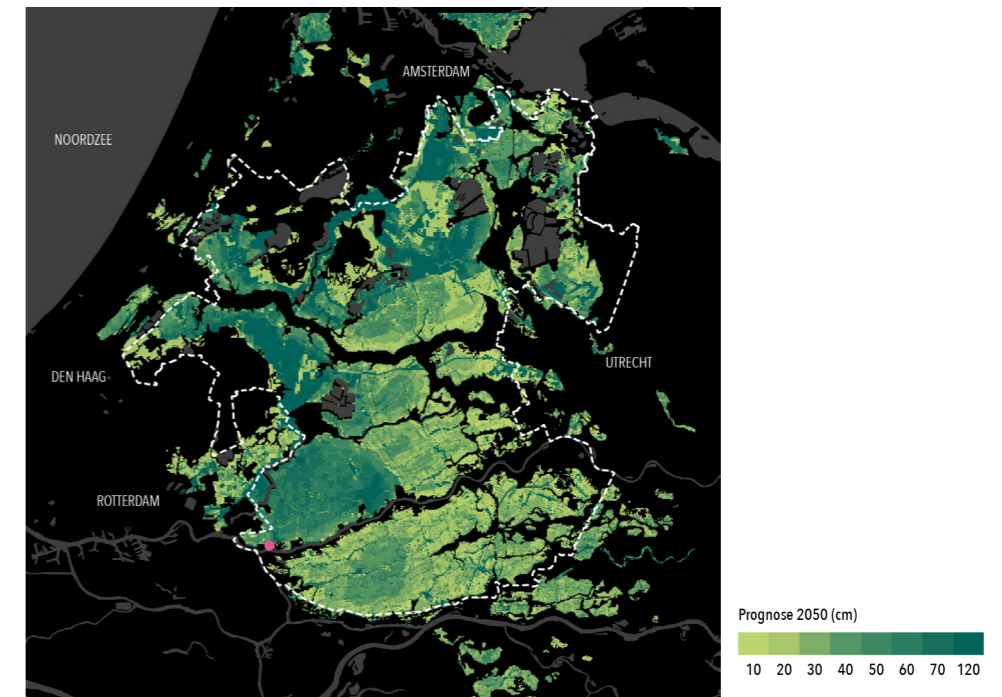 AMSTERDAM
NOORDZEE
UTRECHT
DEN HAAG
ROTTERDAM
Prognose 2050 (cm)
10 20 30 40 50 60 70 120